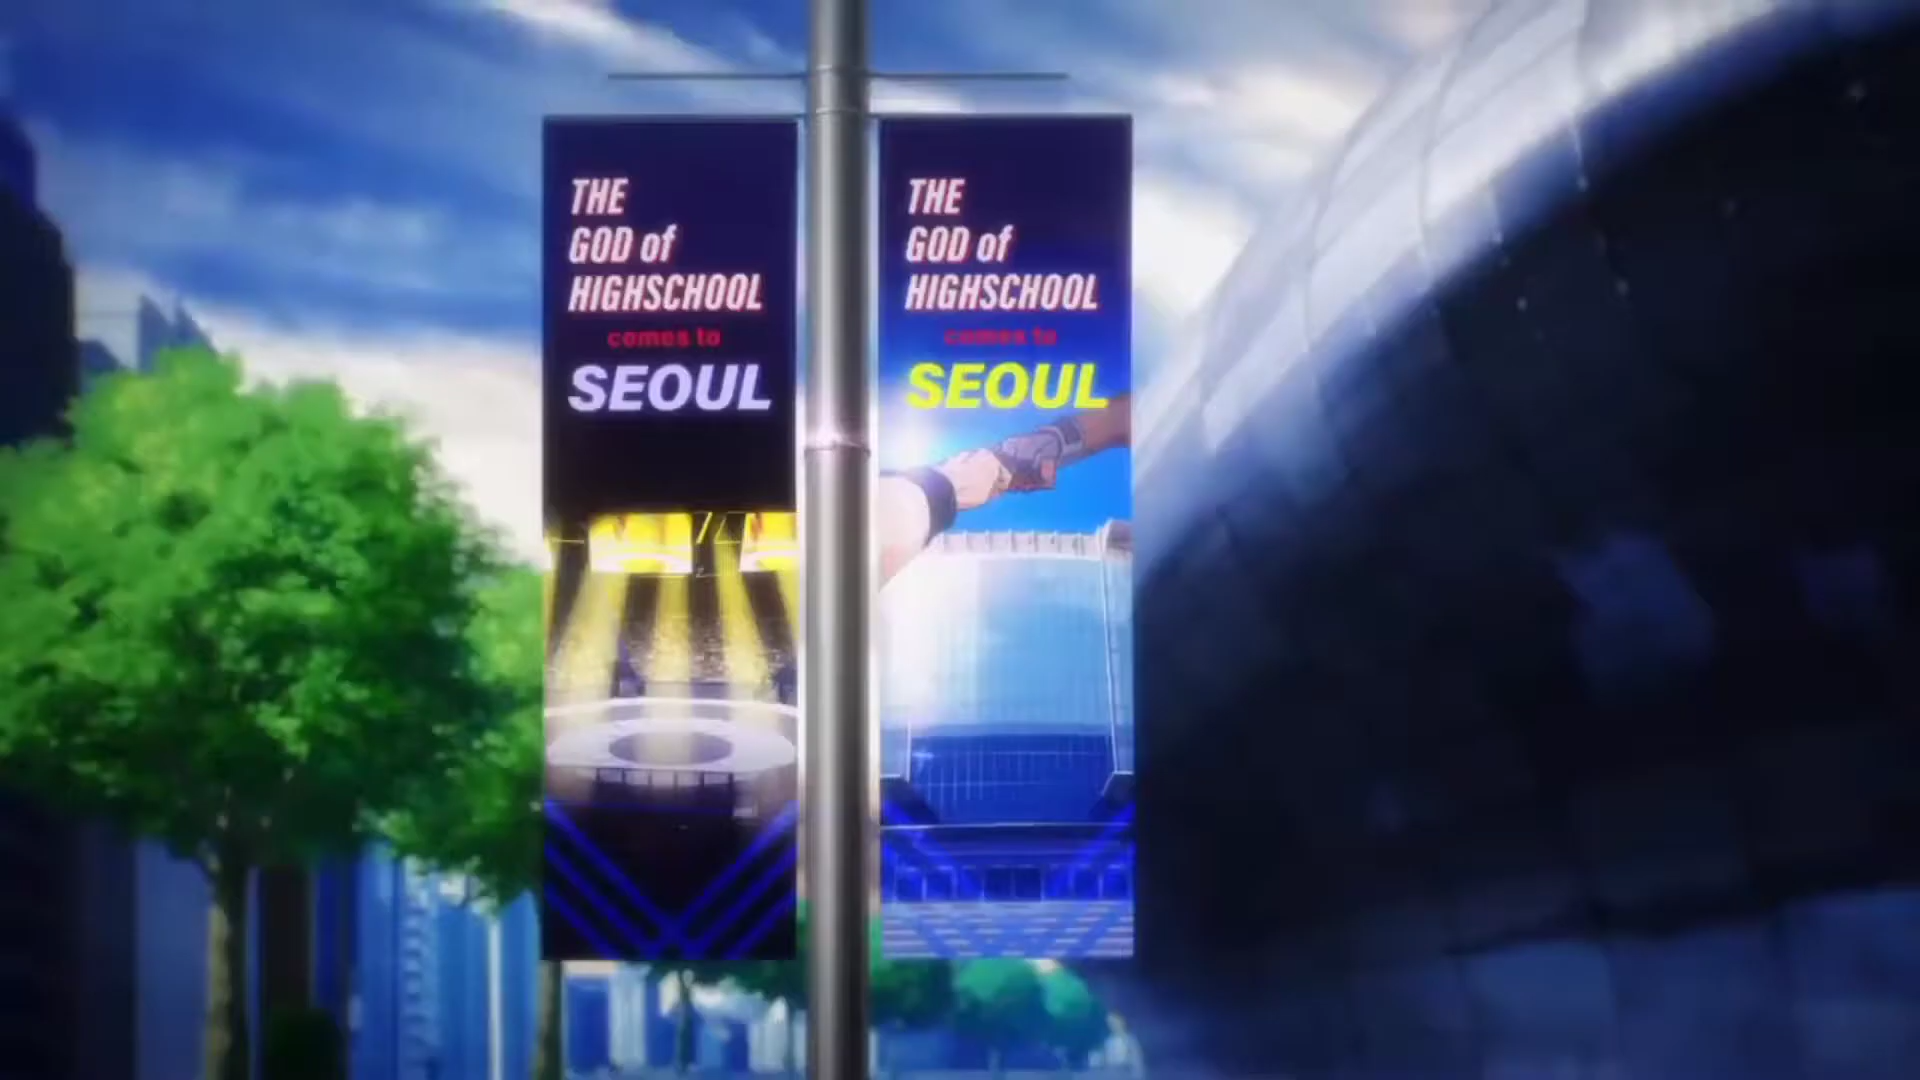 THE
GOD of
HIGHSCHOOL
comes to
SEOUL
THE
GOD of
HIGHSCHOOL
comes to
SEOUL